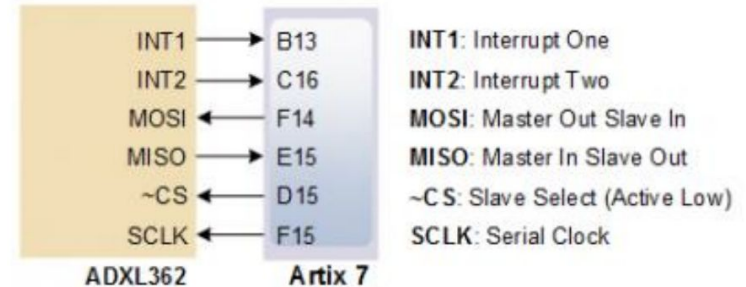 INT1 B13 INT1: Interrupt One
INT2 C16 INT2: Interrupt Two
MOSI F14 MOSI: Master Out Slave In
MISO E15 MISO: Master In Slave Out
~CS D15 ~CS: Slave Select (Active Low)
SCLK F15 SCLK: Serial Clock
ADXL362 Artix 7